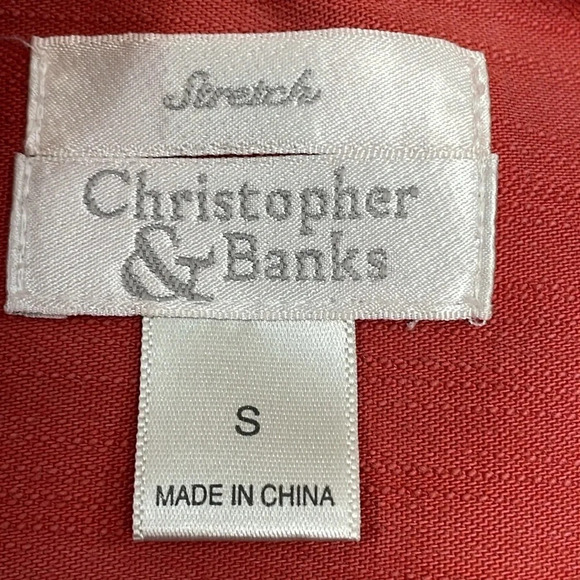 Stretch
Christopher
& Banks
S
MADE IN CHINA